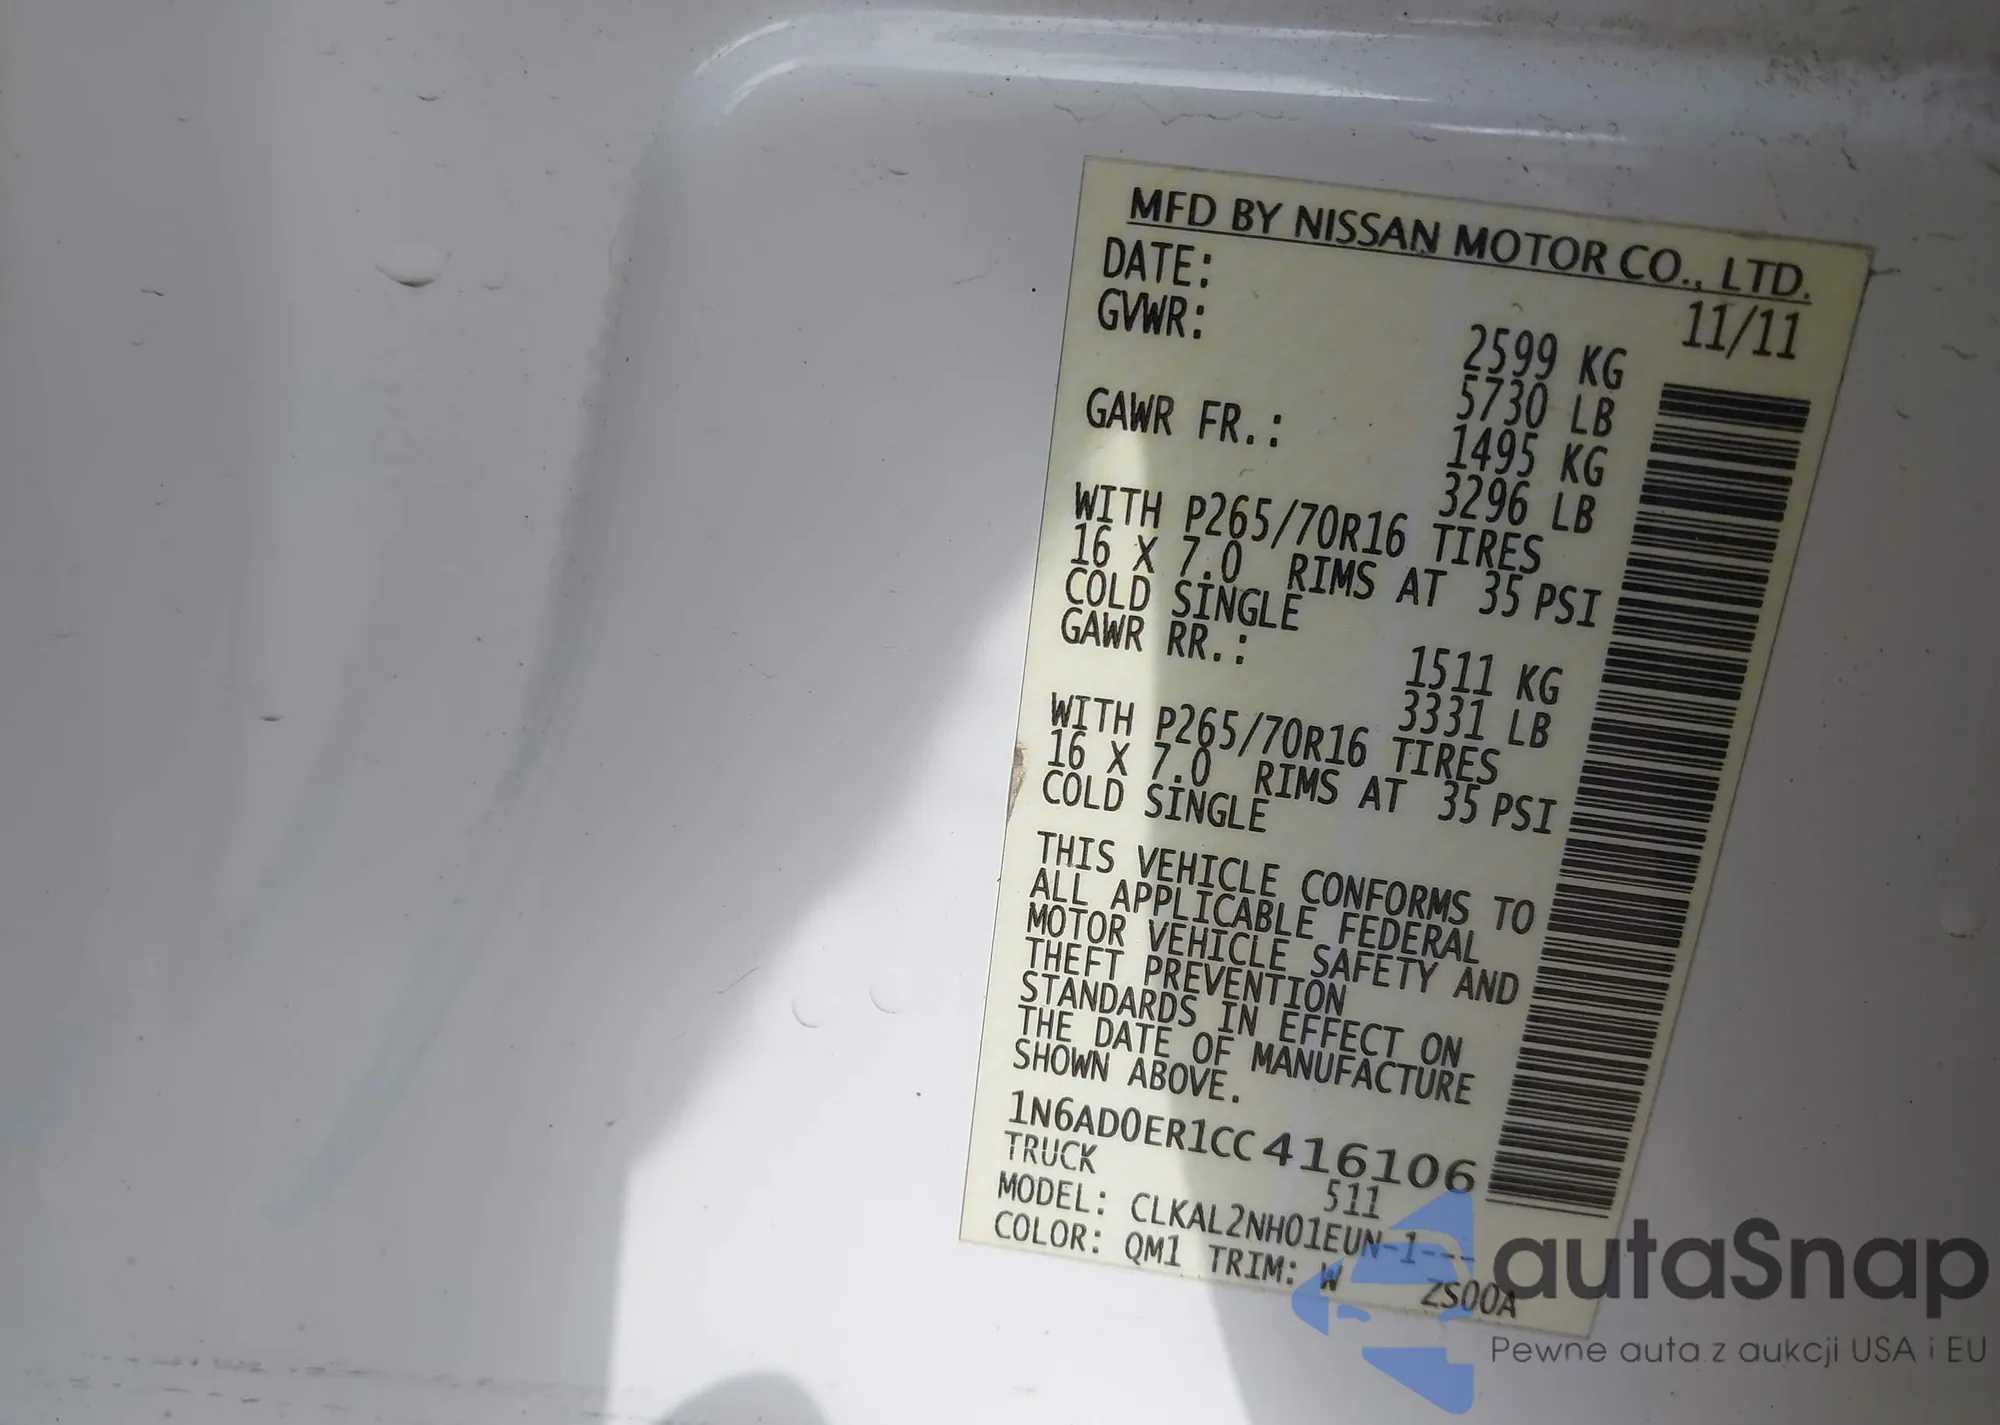 MFD BY NISSAN MOTOR CO., LTD.
DATE: 11/11
GVWR: 2599 KG
5730 LB
GAWR FR.: 1495 KG
3296 LB
WITH P265/70R16 TIRES
16 X 7.0 RIMS AT 35 PSI
COLD SINGLE
GAWR RR.: 1511 KG
3331 LB
WITH P265/70R16 TIRES
16 X 7.0 RIMS AT 35 PSI
COLD SINGLE
THIS VEHICLE CONFORMS TO
ALL APPLICABLE FEDERAL
MOTOR VEHICLE SAFETY AND
THEFT PREVENTION
STANDARDS IN EFFECT ON
THE DATE OF MANUFACTURE
SHOWN ABOVE.
1N6AD0ER1CC416106
TRUCK 511
MODEL: CLKAL2NH01EUN-1---
COLOR: QM1 TRIM: W ZS00A
autaSnap
Pewne auta z aukcji USA i EU